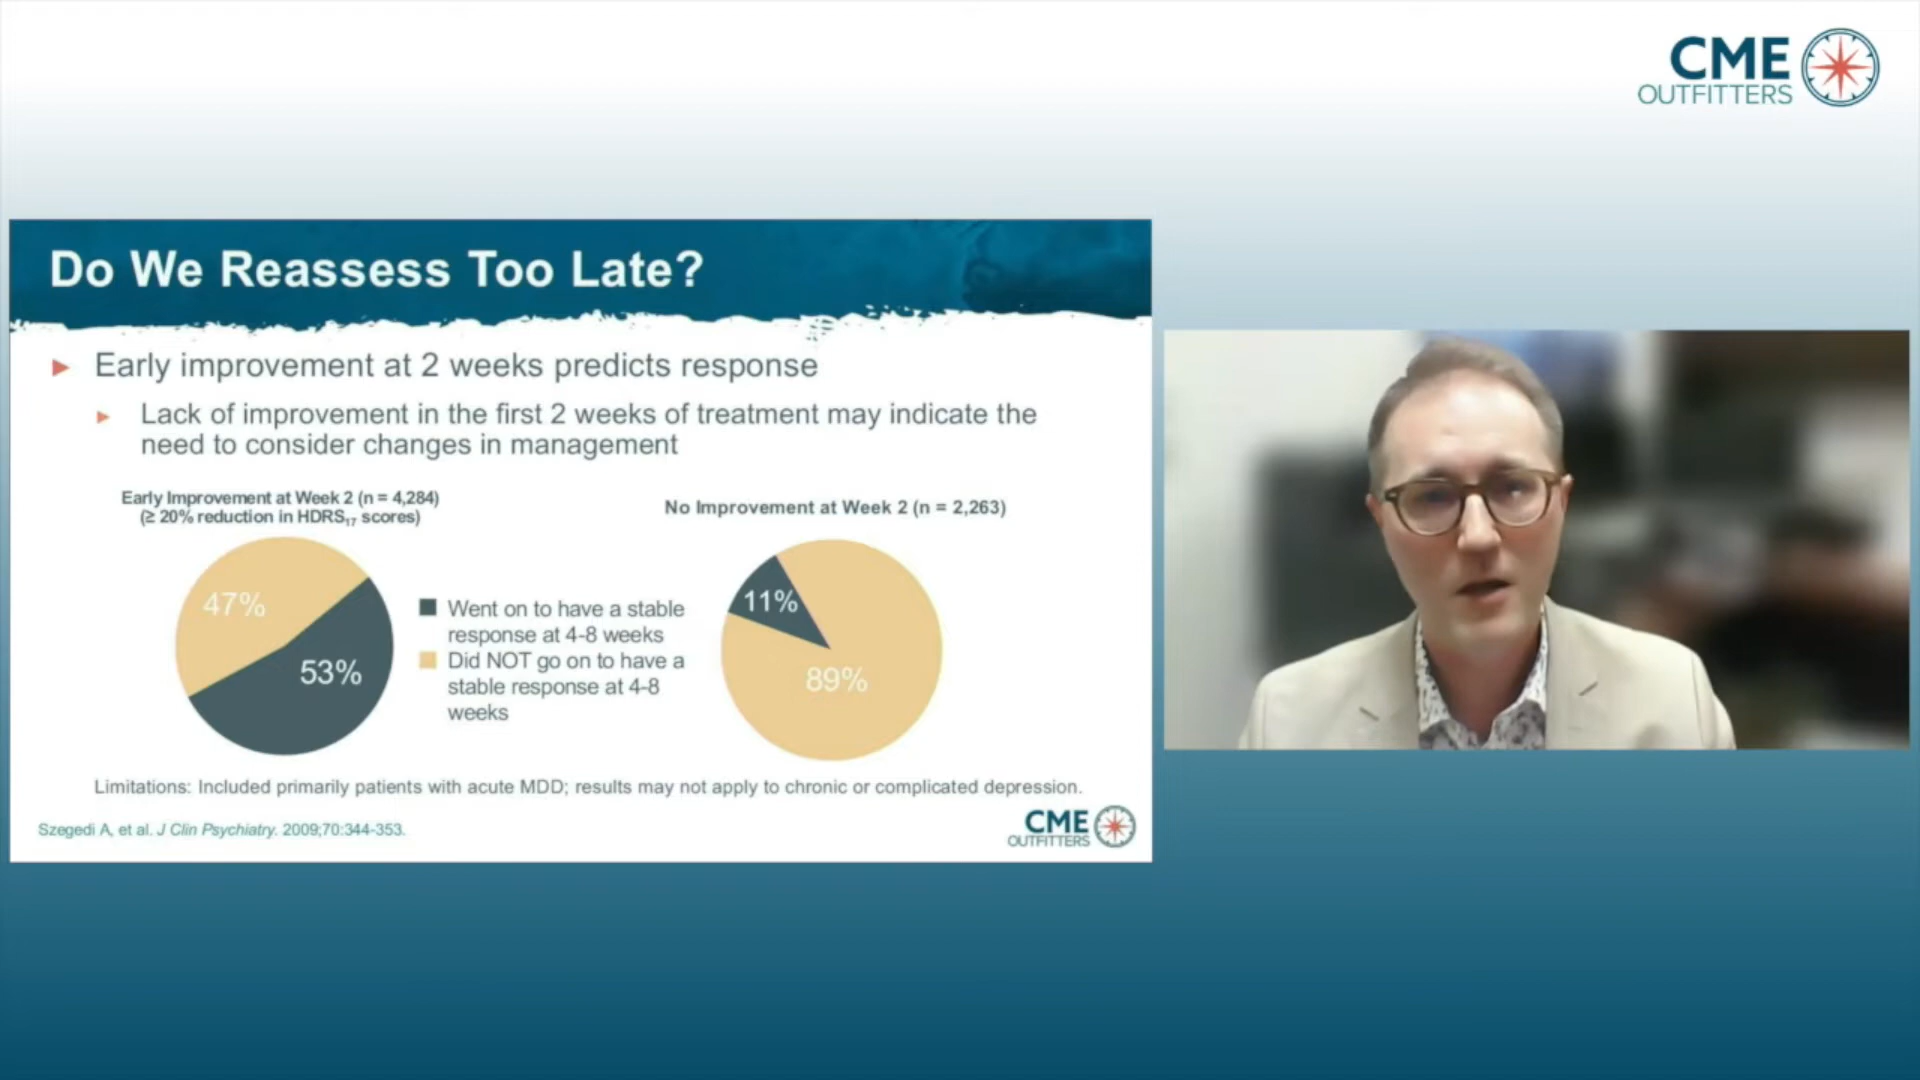 CME
OUTFITTERS
Do We Reassess Too Late?
► Early improvement at 2 weeks predicts response
► Lack of improvement in the first 2 weeks of treatment may indicate the
need to consider changes in management
Early Improvement at Week 2 (n = 4,284)
(≥ 20% reduction in HDRS₁₇ scores)
47%
53%
Went on to have a stable
response at 4-8 weeks
Did NOT go on to have a
stable response at 4-8
weeks
No Improvement at Week 2 (n = 2,263)
11%
89%
Limitations: Included primarily patients with acute MDD; results may not apply to chronic or complicated depression.
Szegedi A, et al. J Clin Psychiatry. 2009;70:344-353.
CME
OUTFITTERS